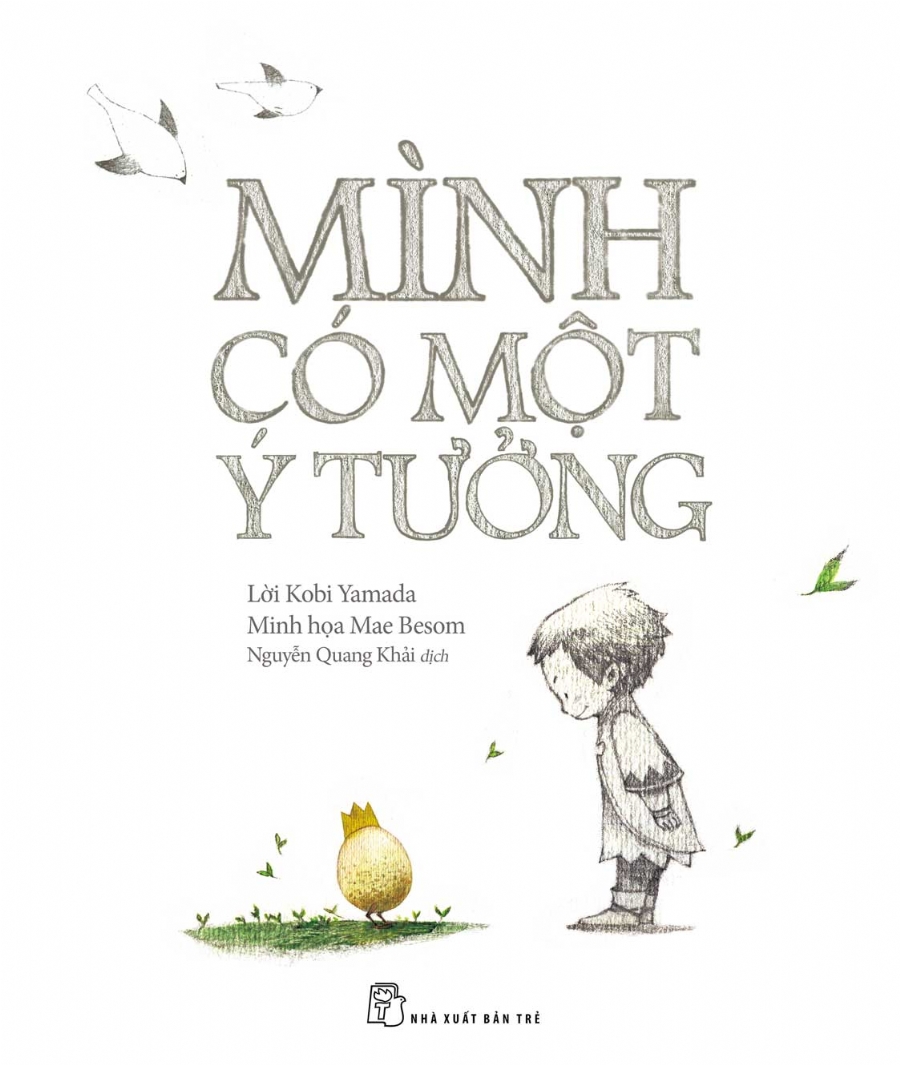 MÌNH
CÓ MỘT
Ý TƯỞNG
Lời Kobi Yamada
Minh họa Mae Besom
Nguyễn Quang Khải dịch
T
NHÀ XUẤT BẢN TRẺ